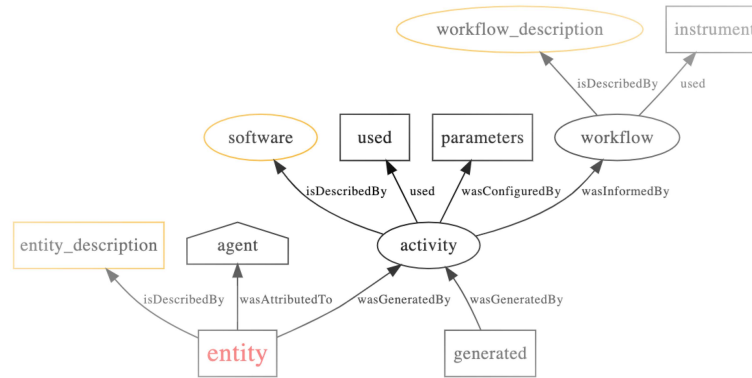 workflow_description
instrument
isDescribedBy
used
software
used
parameters
workflow
isDescribedBy
used
wasConfiguredBy
wasInformedBy
entity_description
agent
activity
isDescribedBy
wasAttributedTo
wasGeneratedBy
wasGeneratedBy
entity
generated